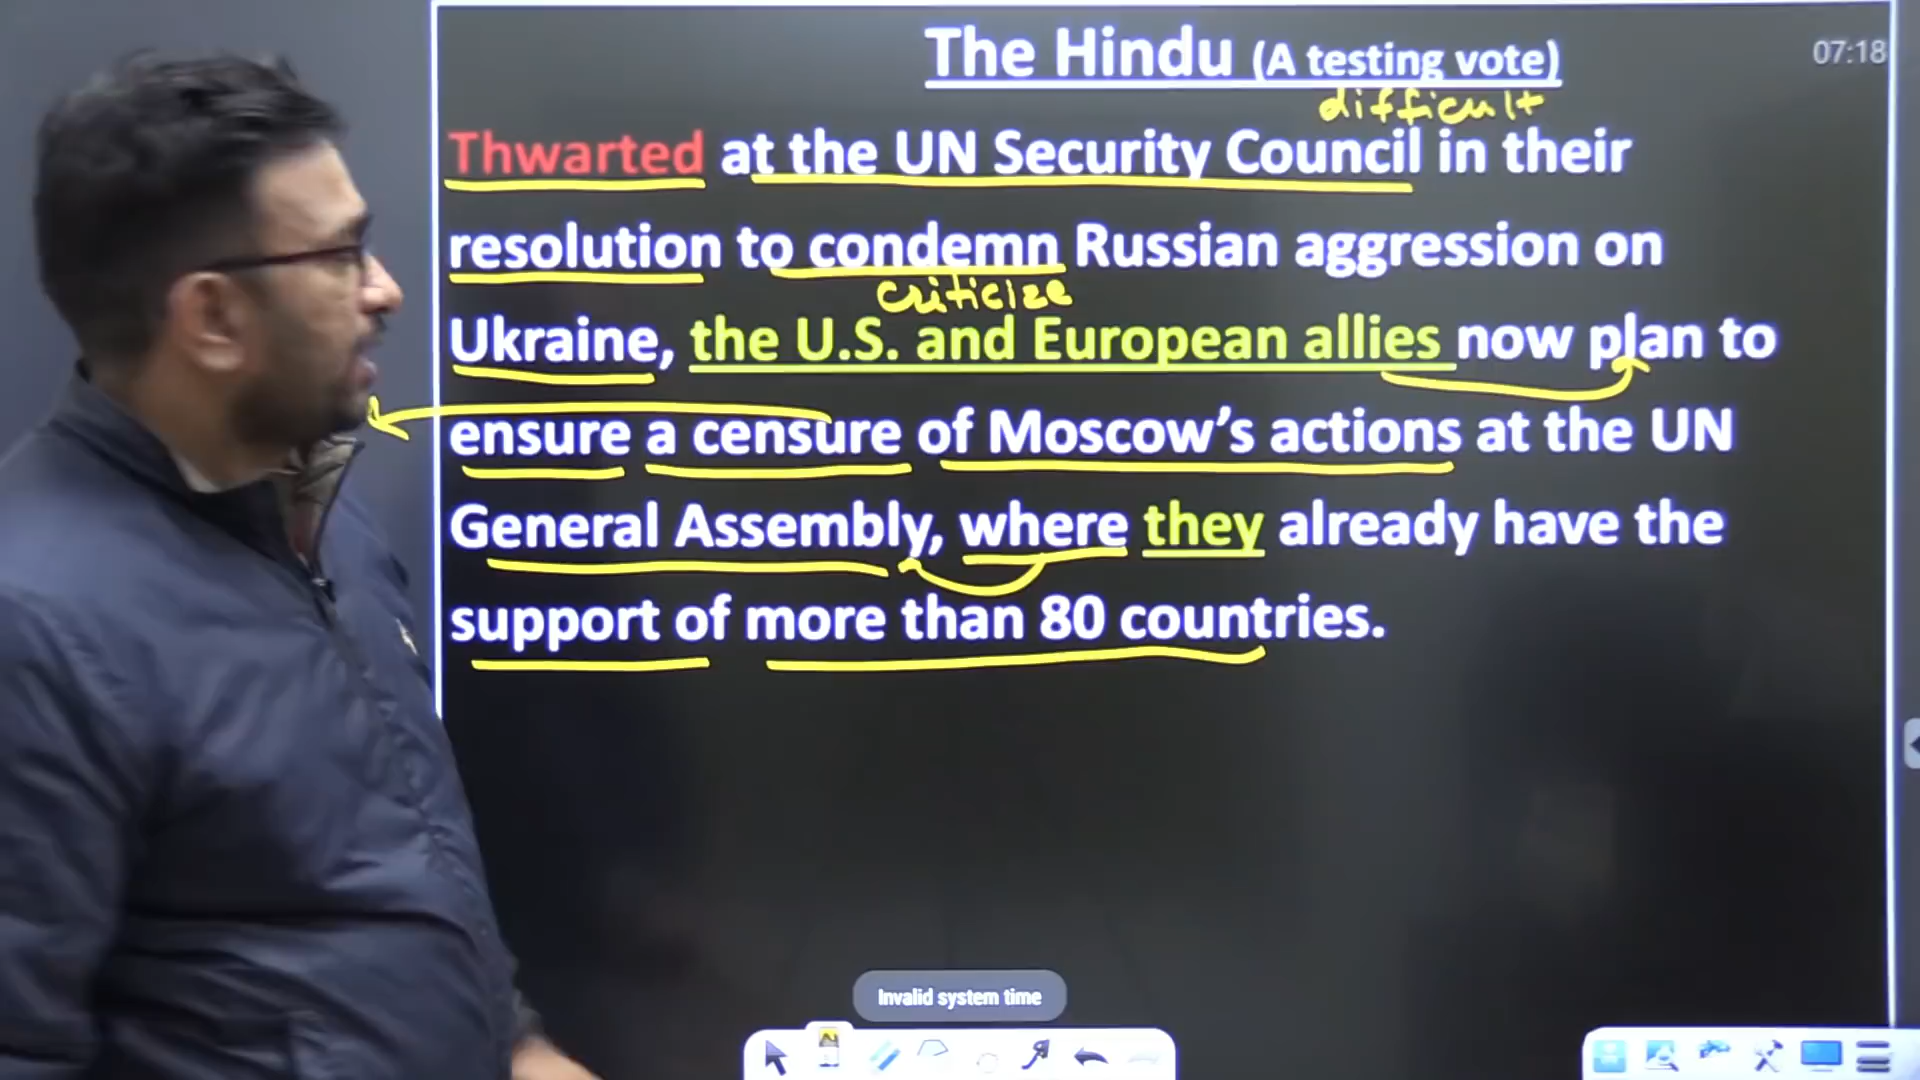 The Hindu (A testing vote)
07:18
difficult
Thwarted at the UN Security Council in their
resolution to condemn Russian aggression on
criticize
Ukraine, the U.S. and European allies now plan to
ensure a censure of Moscow's actions at the UN
General Assembly, where they already have the
support of more than 80 countries.
Invalid system time